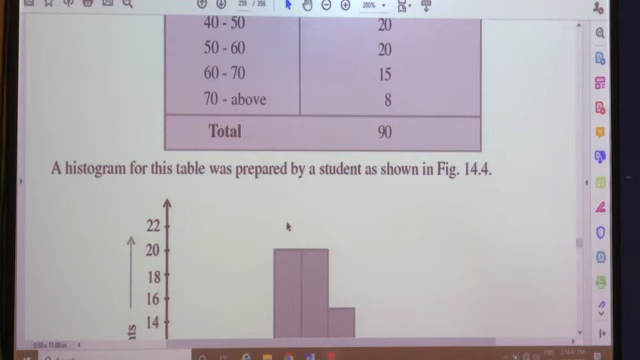 40 - 50 20
50 - 60 20
60 - 70 15
70 - above 8
Total 90
A histogram for this table was prepared by a student as shown in Fig. 14.4.
22
20
18
16
14
nts